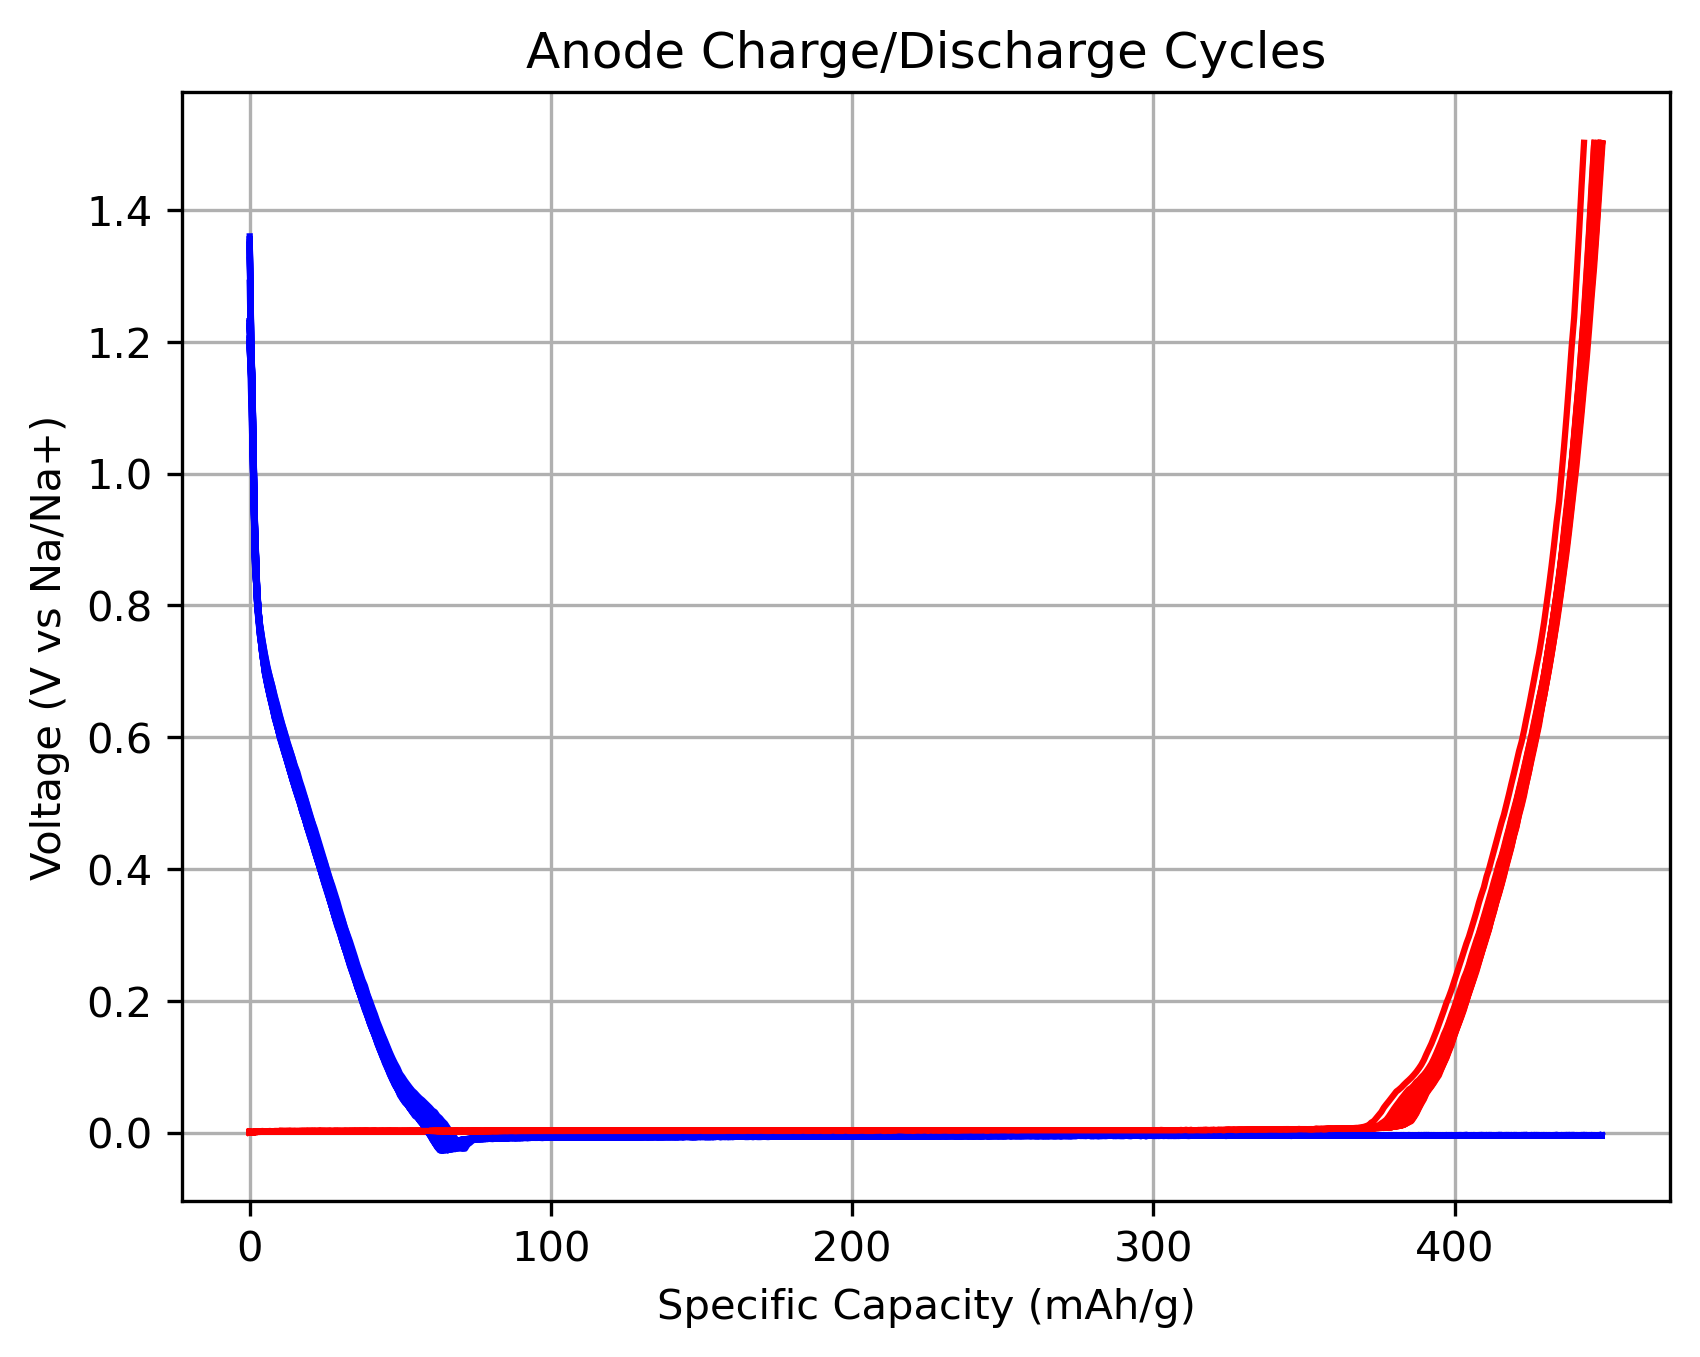 Anode Charge/Discharge Cycles
Voltage (V vs Na/Na+)
1.4
1.2
1.0
0.8
0.6
0.4
0.2
0.0
0 100 200 300 400
Specific Capacity (mAh/g)